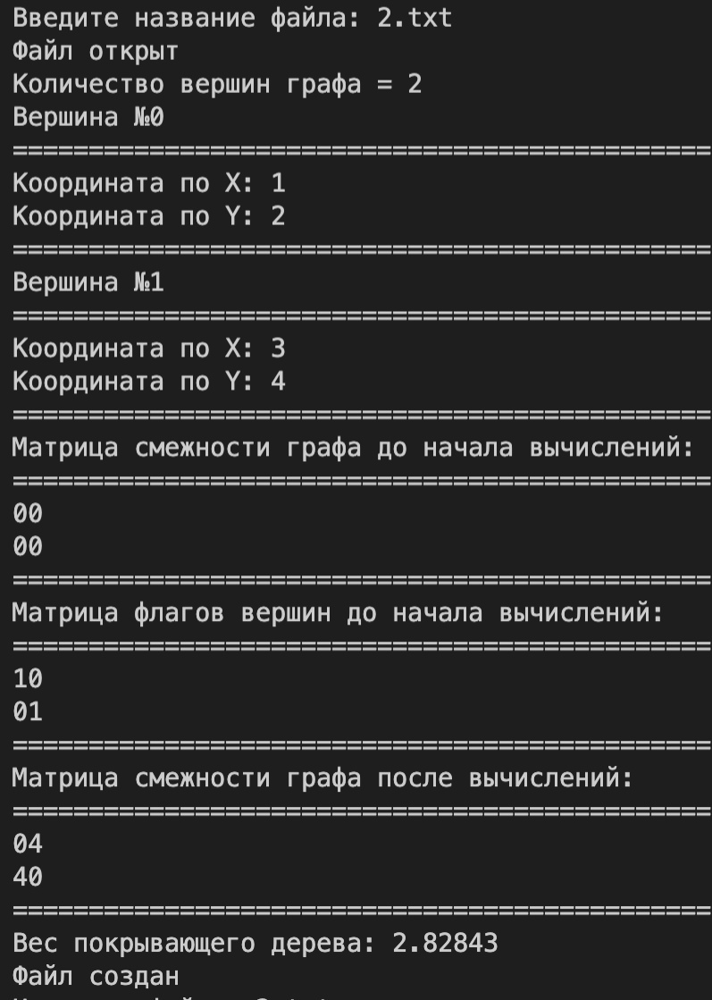 Введите название файла: 2.txt
Файл открыт
Количество вершин графа = 2
Вершина №0
==============================================
Координата по X: 1
Координата по Y: 2
==============================================
Вершина №1
==============================================
Координата по X: 3
Координата по Y: 4
==============================================
Матрица смежности графа до начала вычислений:
==============================================
00
00
==============================================
Матрица флагов вершин до начала вычислений:
==============================================
10
01
==============================================
Матрица смежности графа после вычислений:
==============================================
04
40
==============================================
Вес покрывающего дерева: 2.82843
Файл создан